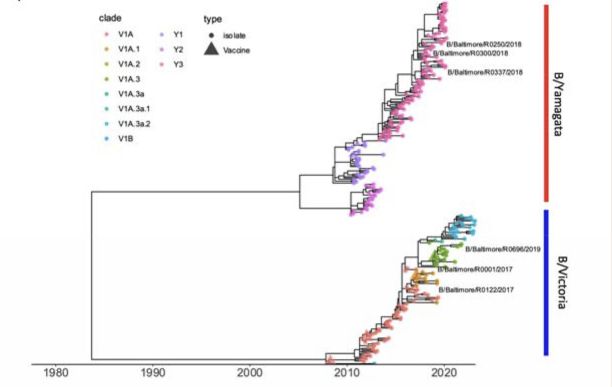 clade
type
V1A
Y1
isolate
V1A.1
Y2
Vaccine
V1A.2
Y3
V1A.3
V1A.3a
V1A.3a.1
V1A.3a.2
V1B
B/Baltimore/R0250/2018
B/Baltimore/R0300/2018
B/Baltimore/R0337/2018
B/Yamagata
B/Baltimore/R0696/2019
B/Baltimore/R0001/2017
B/Baltimore/R0122/2017
B/Victoria
1980
1990
2000
2010
2020